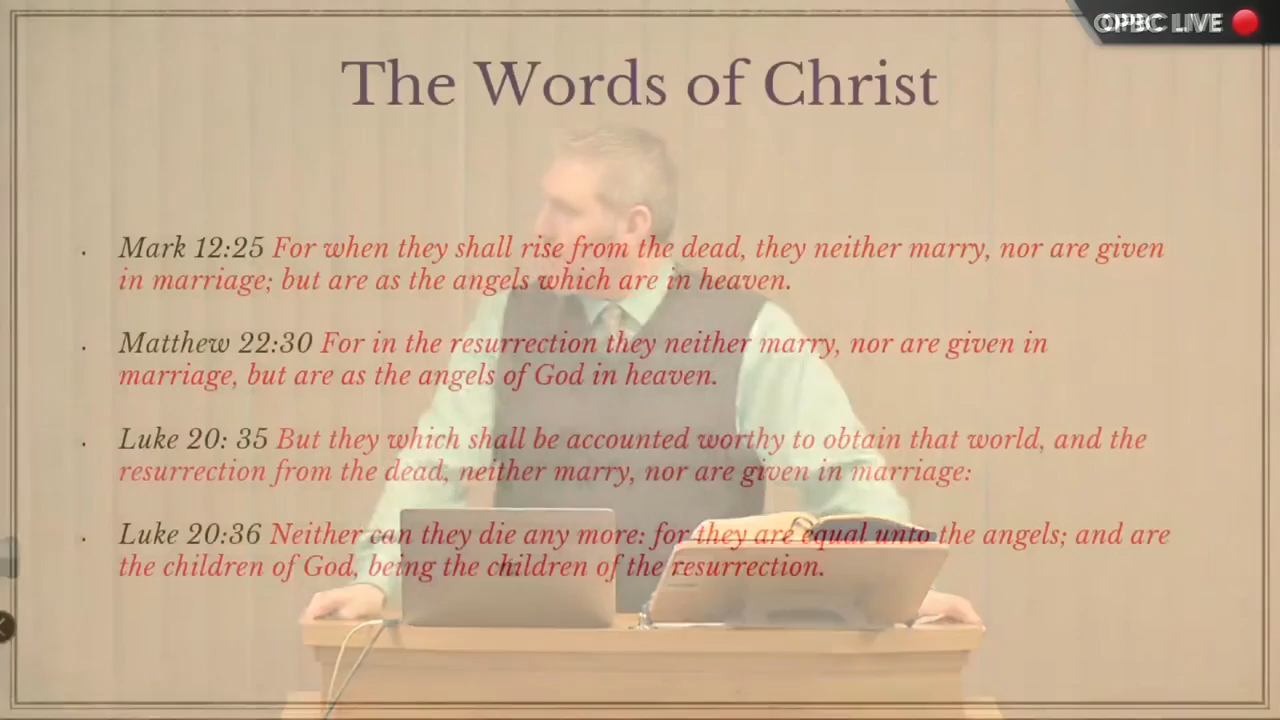 OPBC LIVE
The Words of Christ
· Mark 12:25 For when they shall rise from the dead, they neither marry, nor are given
in marriage; but are as the angels which are in heaven.
· Matthew 22:30 For in the resurrection they neither marry, nor are given in
marriage, but are as the angels of God in heaven.
· Luke 20: 35 But they which shall be accounted worthy to obtain that world, and the
resurrection from the dead, neither marry, nor are given in marriage:
· Luke 20:36 Neither can they die any more: for they are equal unto the angels; and are
the children of God, being the children of the resurrection.